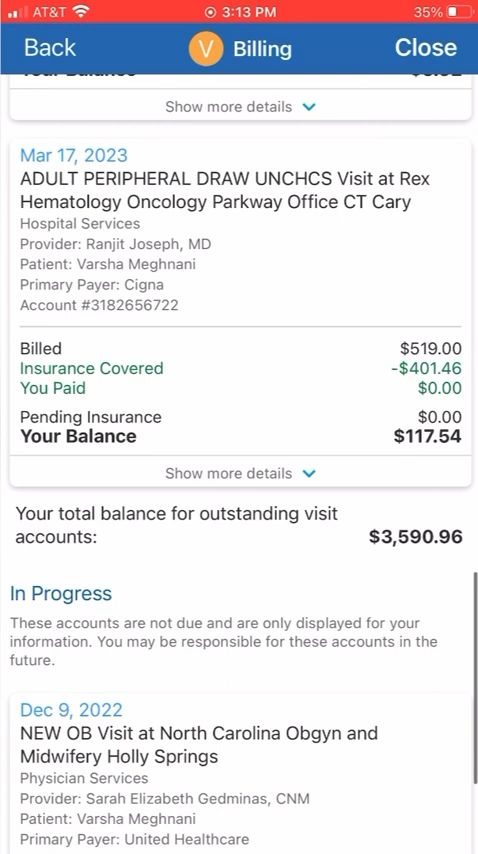 AT&T 3:13 PM 35%
Back V Billing Close
Your Balance
Show more details
Mar 17, 2023
ADULT PERIPHERAL DRAW UNCHCS Visit at Rex
Hematology Oncology Parkway Office CT Cary
Hospital Services
Provider: Ranjit Joseph, MD
Patient: Varsha Meghnani
Primary Payer: Cigna
Account #3182656722
Billed $519.00
Insurance Covered -$401.46
You Paid $0.00
Pending Insurance $0.00
Your Balance $117.54
Show more details
Your total balance for outstanding visit
accounts: $3,590.96
In Progress
These accounts are not due and are only displayed for your
information. You may be responsible for these accounts in the
future.
Dec 9, 2022
NEW OB Visit at North Carolina Obgyn and
Midwifery Holly Springs
Physician Services
Provider: Sarah Elizabeth Gedminas, CNM
Patient: Varsha Meghnani
Primary Payer: United Healthcare